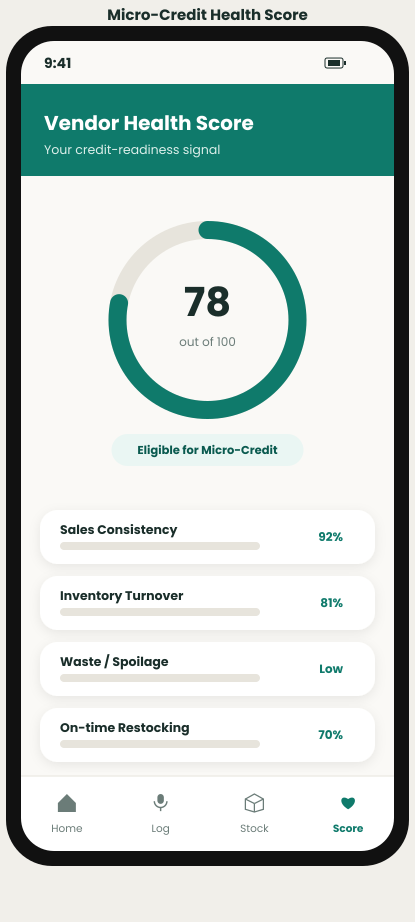 Micro-Credit Health Score
9:41
Vendor Health Score
Your credit-readiness signal
78
out of 100
Eligible for Micro-Credit
Sales Consistency
92%
Inventory Turnover
81%
Waste / Spoilage
Low
On-time Restocking
70%
Home
Log
Stock
Score